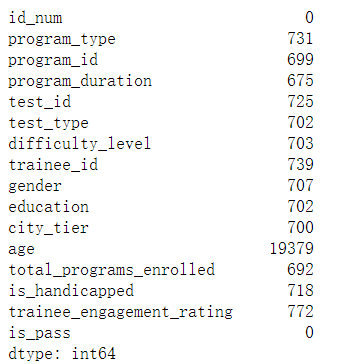 id_num 0
program_type 731
program_id 699
program_duration 675
test_id 725
test_type 702
difficulty_level 703
trainee_id 739
gender 707
education 702
city_tier 700
age 19379
total_programs_enrolled 692
is_handicapped 718
trainee_engagement_rating 772
is_pass 0
dtype: int64